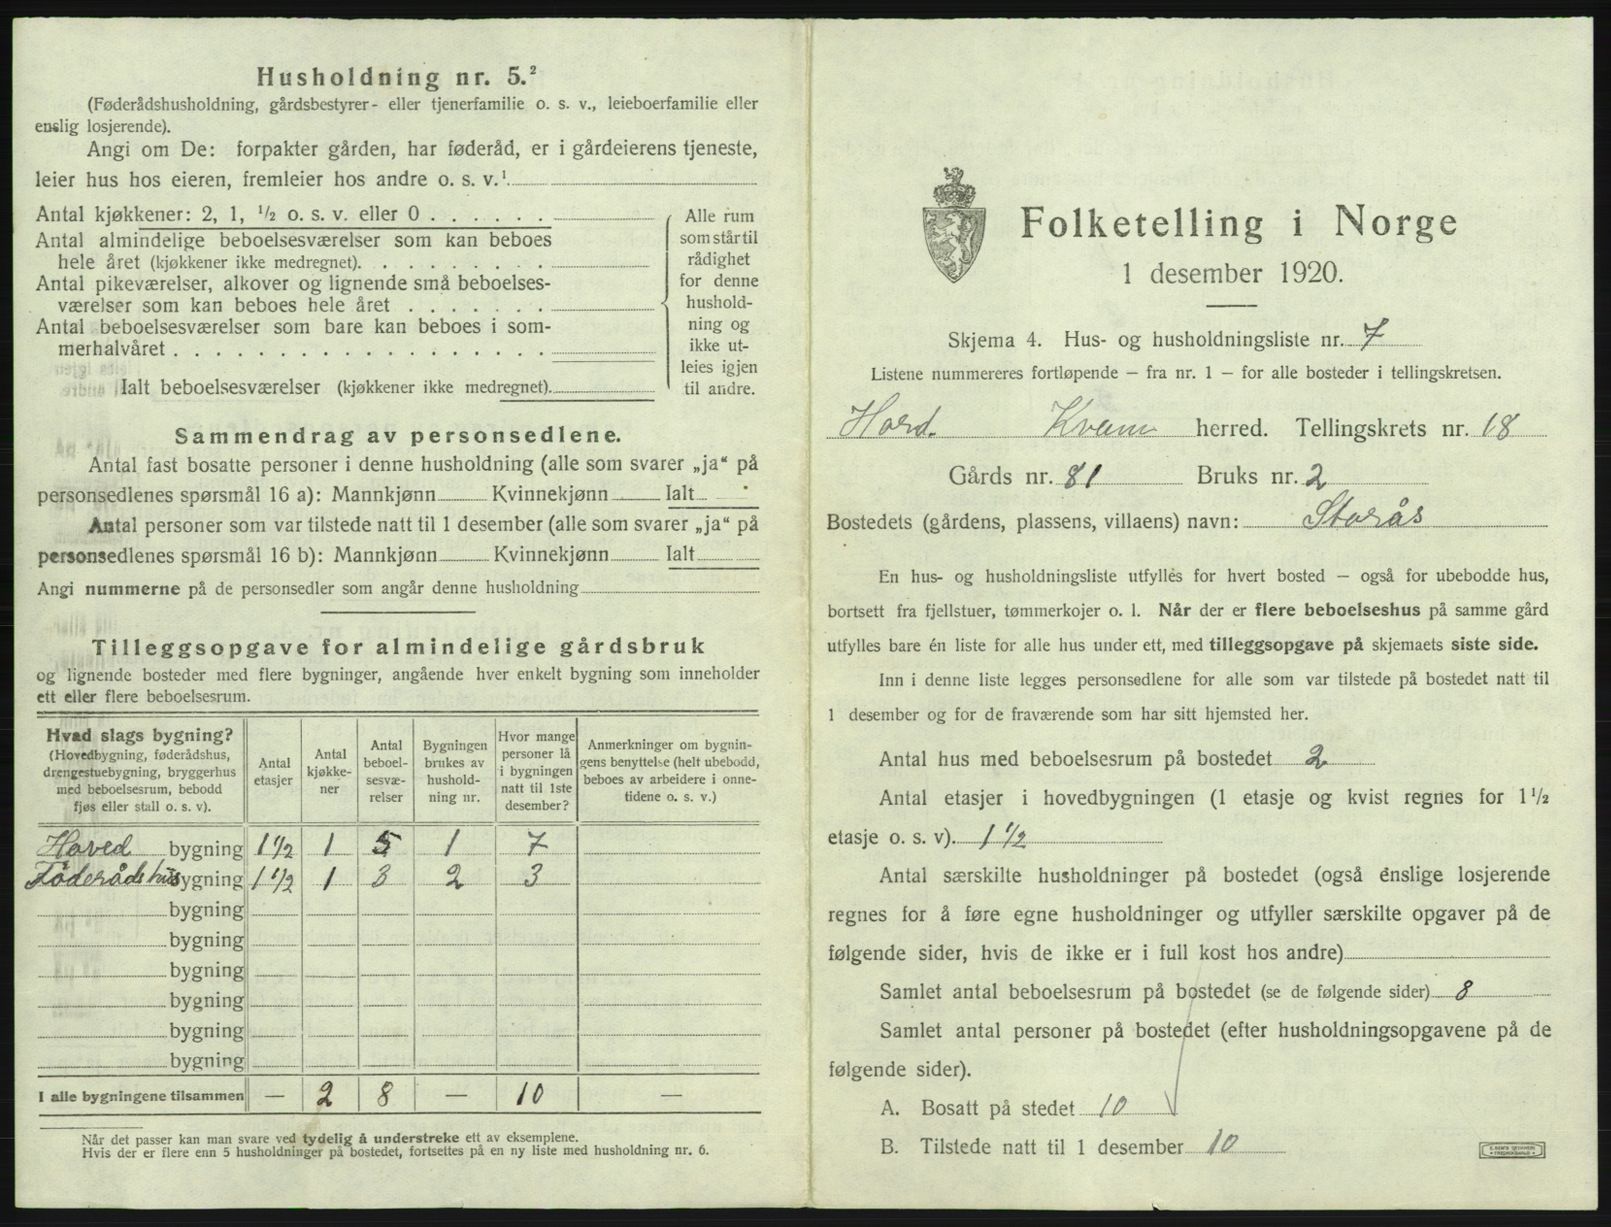 Husholdning nr. 5.²
(Føderådshusholdning, gårdsbestyrer- eller tjenerfamilie o. s. v., leieboerfamilie eller
enslig losjerende).
Angi om De: forpakter gården, har føderåd, er i gårdeierens tjeneste,
leier hus hos eieren, fremleier hos andre o. s. v.¹
Antal kjøkkener: 2, 1, ½ o. s. v. eller 0 . . . . . .
Antal almindelige beboelsesværelser som kan beboes
hele året (kjøkkener ikke medregnet). . . . . . . . .
Antal pikeværelser, alkover og lignende små beboelses-
værelser som kan beboes hele året . . . . . . .
Antal beboelsesværelser som bare kan beboes i som-
merhalvåret . . . . . . . . . . . . . . . . .
Ialt beboelsesværelser (kjøkkener ikke medregnet).
Alle rum
som står til
rådighet
for denne
hushold-
ning og
ikke ut-
leies igjen
til andre.
Sammendrag av personsedlene.
Antal fast bosatte personer i denne husholdning (alle som svarer „ja“ på
personsedlenes spørsmål 16 a): Mannkjønn Kvinnekjønn Ialt
Antal personer som var tilstede natt til 1 desember (alle som svarer „ja“ på
personsedlenes spørsmål 16 b): Mannkjønn Kvinnekjønn Ialt
Angi nummerne på de personsedler som angår denne husholdning
Tilleggsopgave for almindelige gårdsbruk
og lignende bosteder med flere bygninger, angående hver enkelt bygning som inneholder
ett eller flere beboelsesrum.
Hvad slags bygning?
(Hovedbygning, føderådshus,
drengestuebygning, bryggerhus
med beboelsesrum, bebodd
fjøs eller stall o. s. v).
Antal
etasjer
Antal
kjøkke-
ner
Antal
beboel-
sesvæ-
relser
Bygningen
brukes av
hushold-
ning nr.
Hvor mange
personer lå
i bygningen
natt til 1ste
desember?
Anmerkninger om bygnin-
gens benyttelse (helt ubebodd,
beboes av arbeidere i onne-
tidene o. s. v.)
Hoved bygning 1½ 1 5 1 7
Föderådshus bygning 1½ 1 3 2 3
bygning
bygning
bygning
bygning
bygning
bygning
I alle bygningene tilsammen — 2 8 — 10 —
Når det passer kan man svare ved tydelig å understreke ett av eksemplene.
Hvis der er flere enn 5 husholdninger på bostedet, fortsettes på en ny liste med husholdning nr. 6.
Folketelling i Norge
1 desember 1920.
Skjema 4. Hus- og husholdningsliste nr. 7
Listene nummereres fortløpende — fra nr. 1 — for alle bosteder i tellingskretsen.
Hord. Kvam herred. Tellingskrets nr. 18
Gårds nr. 81 Bruks nr. 2
Bostedets (gårdens, plassens, villaens) navn: Storås
En hus- og husholdningsliste utfylles for hvert bosted — også for ubebodde hus,
bortsett fra fjellstuer, tømmerkojer o. l. Når der er flere beboelseshus på samme gård
utfylles bare én liste for alle hus under ett, med tilleggsopgave på skjemaets siste side.
Inn i denne liste legges personsedlene for alle som var tilstede på bostedet natt til
1 desember og for de fraværende som har sitt hjemsted her.
Antal hus med beboelsesrum på bostedet 2
Antal etasjer i hovedbygningen (1 etasje og kvist regnes for 1½
etasje o. s. v). 1½
Antal særskilte husholdninger på bostedet (også enslige losjerende
regnes for å føre egne husholdninger og utfyller særskilte opgaver på de
følgende sider, hvis de ikke er i full kost hos andre)
Samlet antal beboelsesrum på bostedet (se de følgende sider) 8
Samlet antal personer på bostedet (efter husholdningsopgavene på de
følgende sider).
A. Bosatt på stedet 10
B. Tilstede natt til 1 desember 10